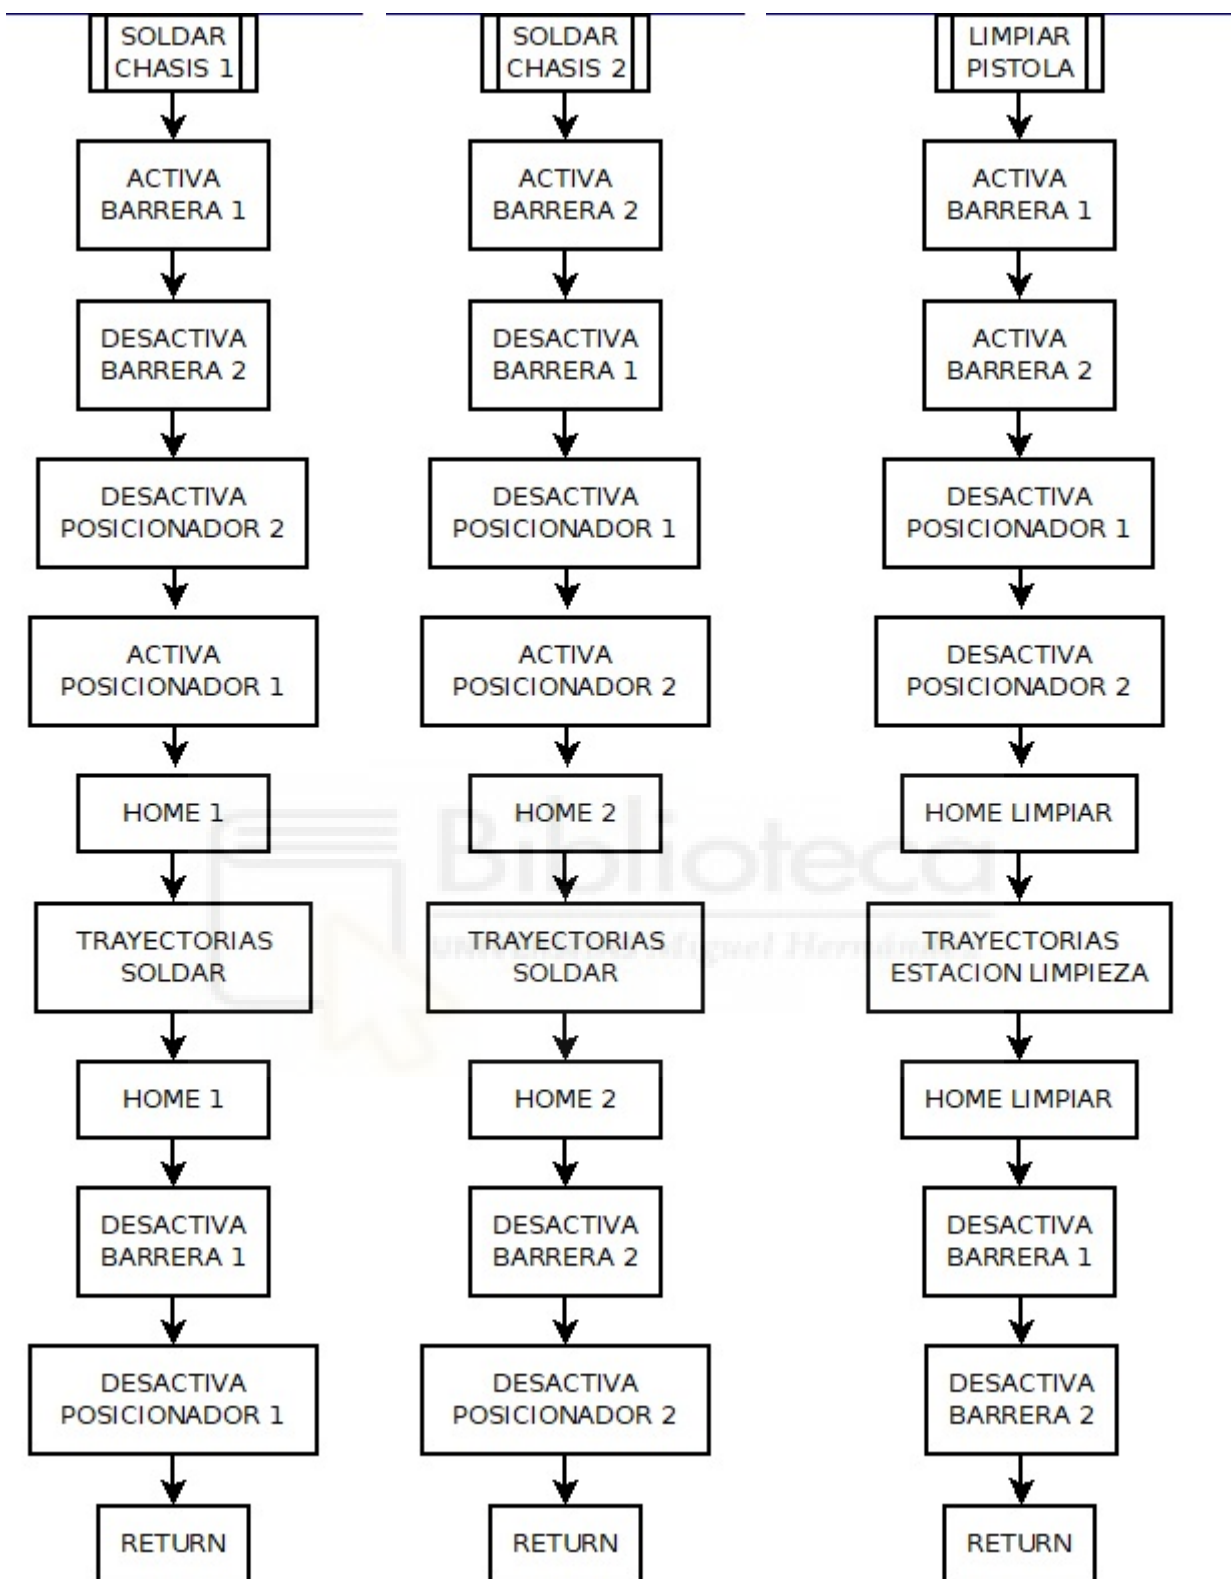 SOLDAR
CHASIS 1
ACTIVA
BARRERA 1
DESACTIVA
BARRERA 2
DESACTIVA
POSICIONADOR 2
ACTIVA
POSICIONADOR 1
HOME 1
TRAYECTORIAS
SOLDAR
HOME 1
DESACTIVA
BARRERA 1
DESACTIVA
POSICIONADOR 1
RETURN
SOLDAR
CHASIS 2
ACTIVA
BARRERA 2
DESACTIVA
BARRERA 1
DESACTIVA
POSICIONADOR 1
ACTIVA
POSICIONADOR 2
HOME 2
TRAYECTORIAS
SOLDAR
HOME 2
DESACTIVA
BARRERA 2
DESACTIVA
POSICIONADOR 2
RETURN
LIMPIAR
PISTOLA
ACTIVA
BARRERA 1
ACTIVA
BARRERA 2
DESACTIVA
POSICIONADOR 1
DESACTIVA
POSICIONADOR 2
HOME LIMPIAR
TRAYECTORIAS
ESTACION LIMPIEZA
HOME LIMPIAR
DESACTIVA
BARRERA 1
DESACTIVA
BARRERA 2
RETURN
Biblioteca
Miguel